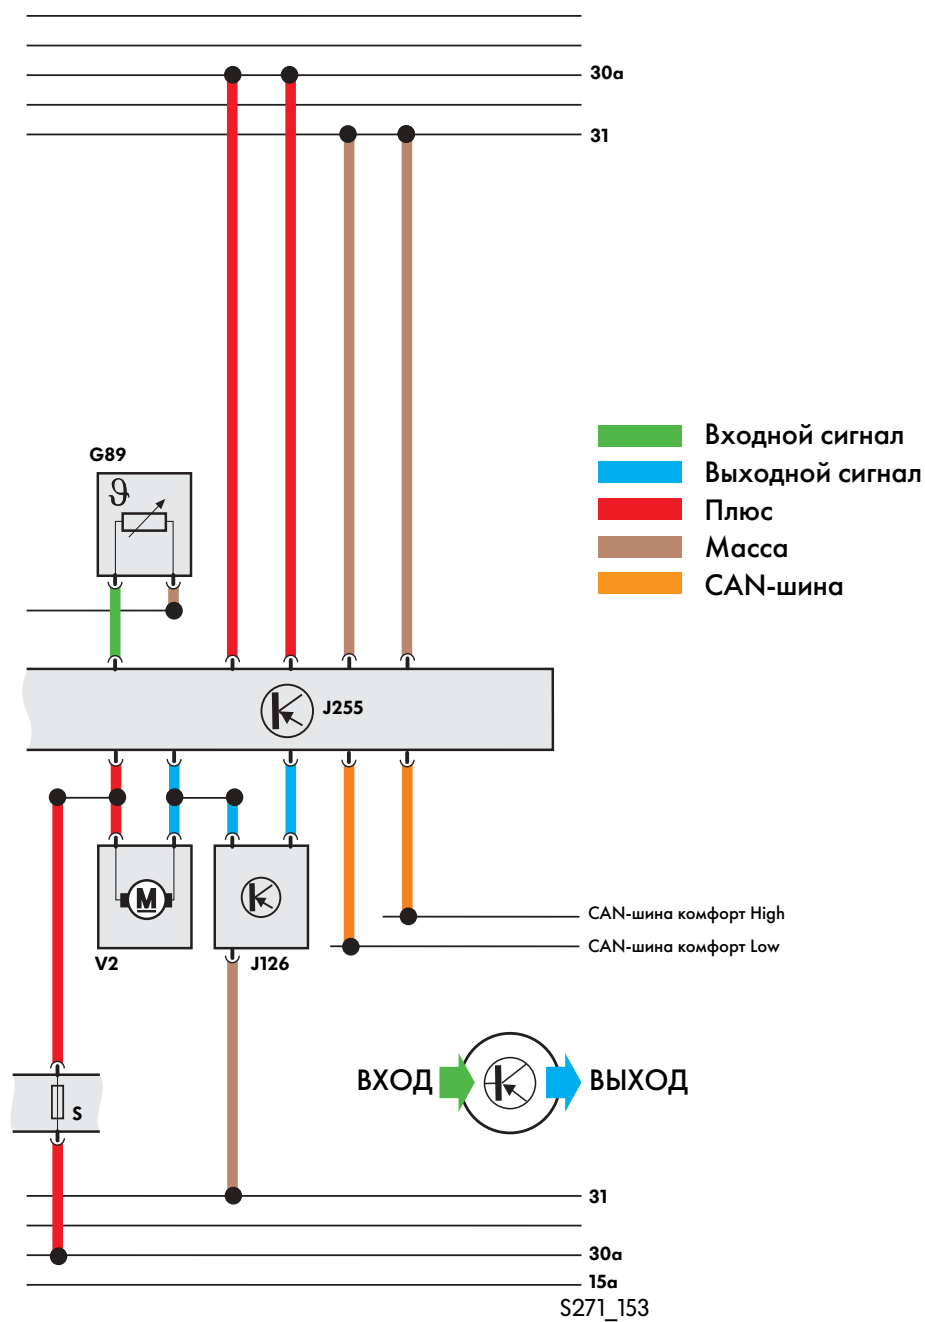 30a
31
Входной сигнал
G89
Выходной сигнал
ϑ
Плюс
Масса
CAN-шина
J255
M
CAN-шина комфорт High
CAN-шина комфорт Low
V2
J126
ВХОД
ВЫХОД
S
31
30a
15a
S271_153